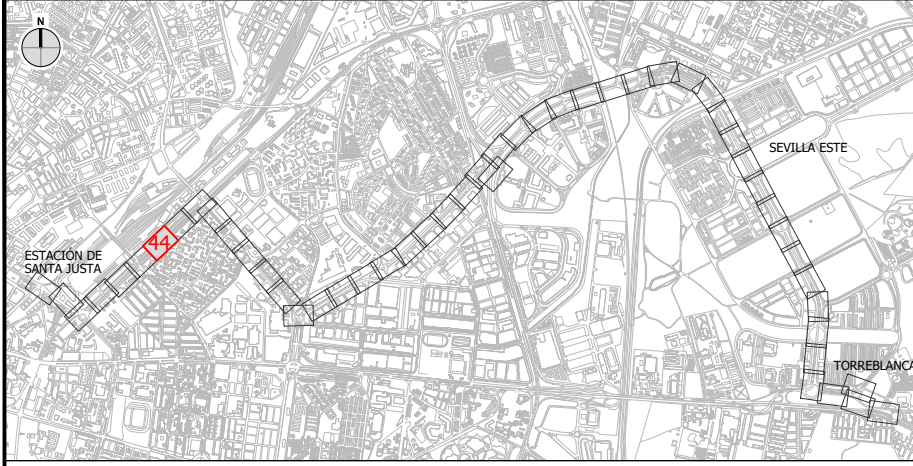 N
SEVILLA ESTE
44
ESTACIÓN DE
SANTA JUSTA
TORREBLANCA